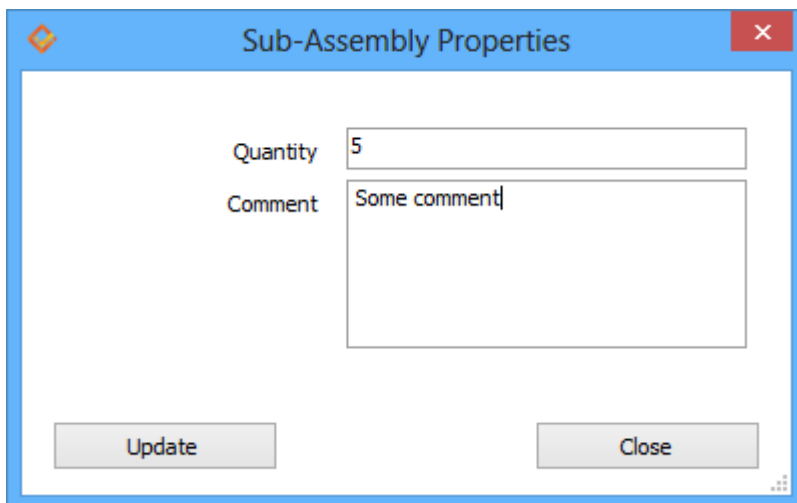 Sub-Assembly Properties
Quantity 5
Comment Some comment
Update Close